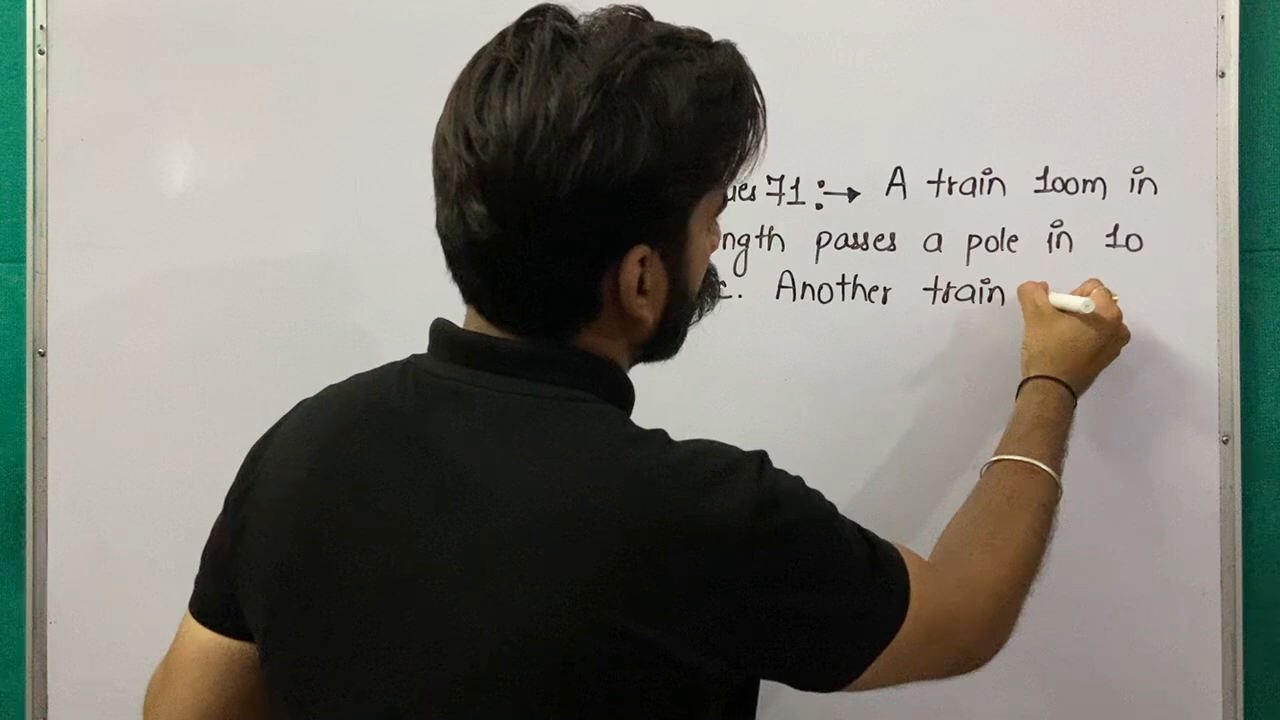 ues 71:→ A train 100m in
ngth passes a pole in 10
c. Another train